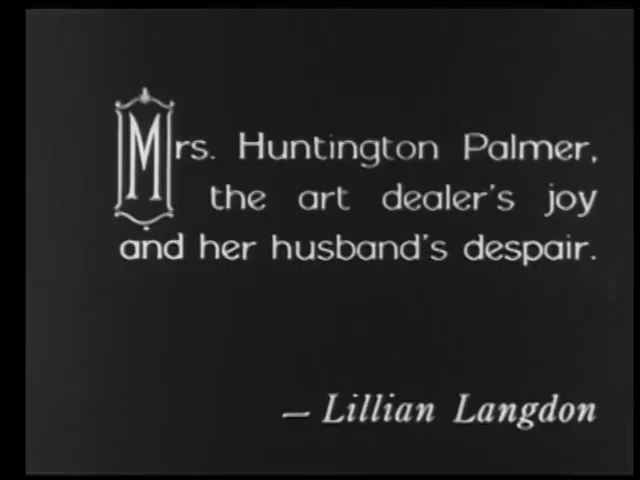 Mrs. Huntington Palmer,
the art dealer's joy
and her husband's despair.
— Lillian Langdon